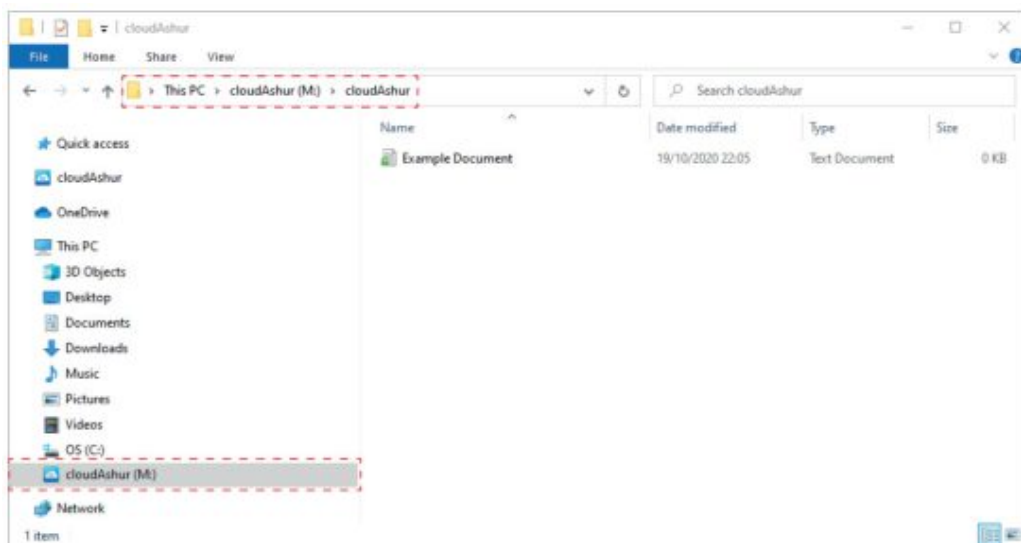 cloudAshur
File Home Share View
This PC > cloudAshur (M:) > cloudAshur
Search cloudAshur
Name Date modified Type Size
Example Document 19/10/2020 22:05 Text Document 0 KB
Quick access
cloudAshur
OneDrive
This PC
3D Objects
Desktop
Documents
Downloads
Music
Pictures
Videos
OS (C:)
cloudAshur (M:)
Network
1 item